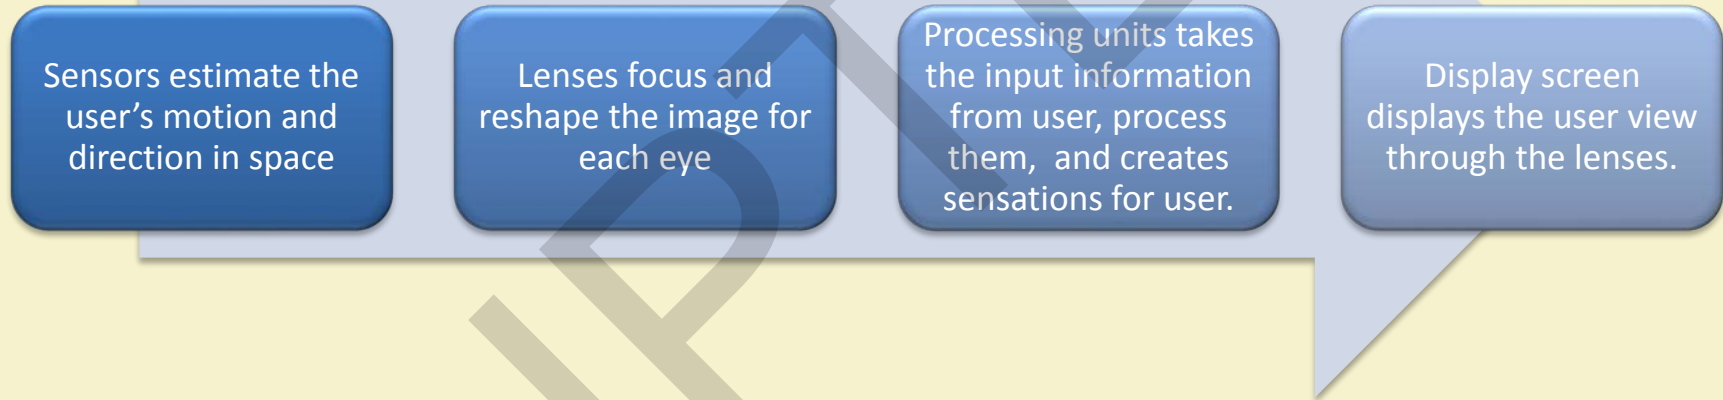 Sensors estimate the
user's motion and
direction in space
Lenses focus and
reshape the image for
each eye
Processing units takes
the input information
from user, process
them, and creates
sensations for user.
Display screen
displays the user view
through the lenses.